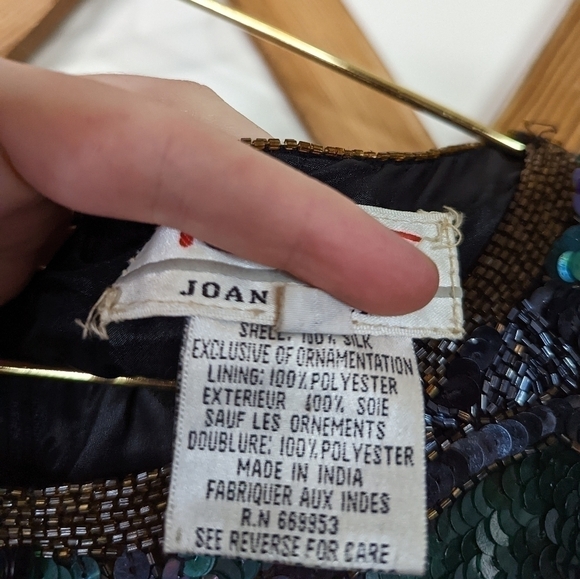 JOAN
SHELL: 100% SILK
EXCLUSIVE OF ORNAMENTATION
LINING: 100% POLYESTER
EXTERIEUR 100% SOIE
SAUF LES ORNEMENTS
DOUBLURE: 100% POLYESTER
MADE IN INDIA
FABRIQUER AUX INDES
R.N 669953
SEE REVERSE FOR CARE